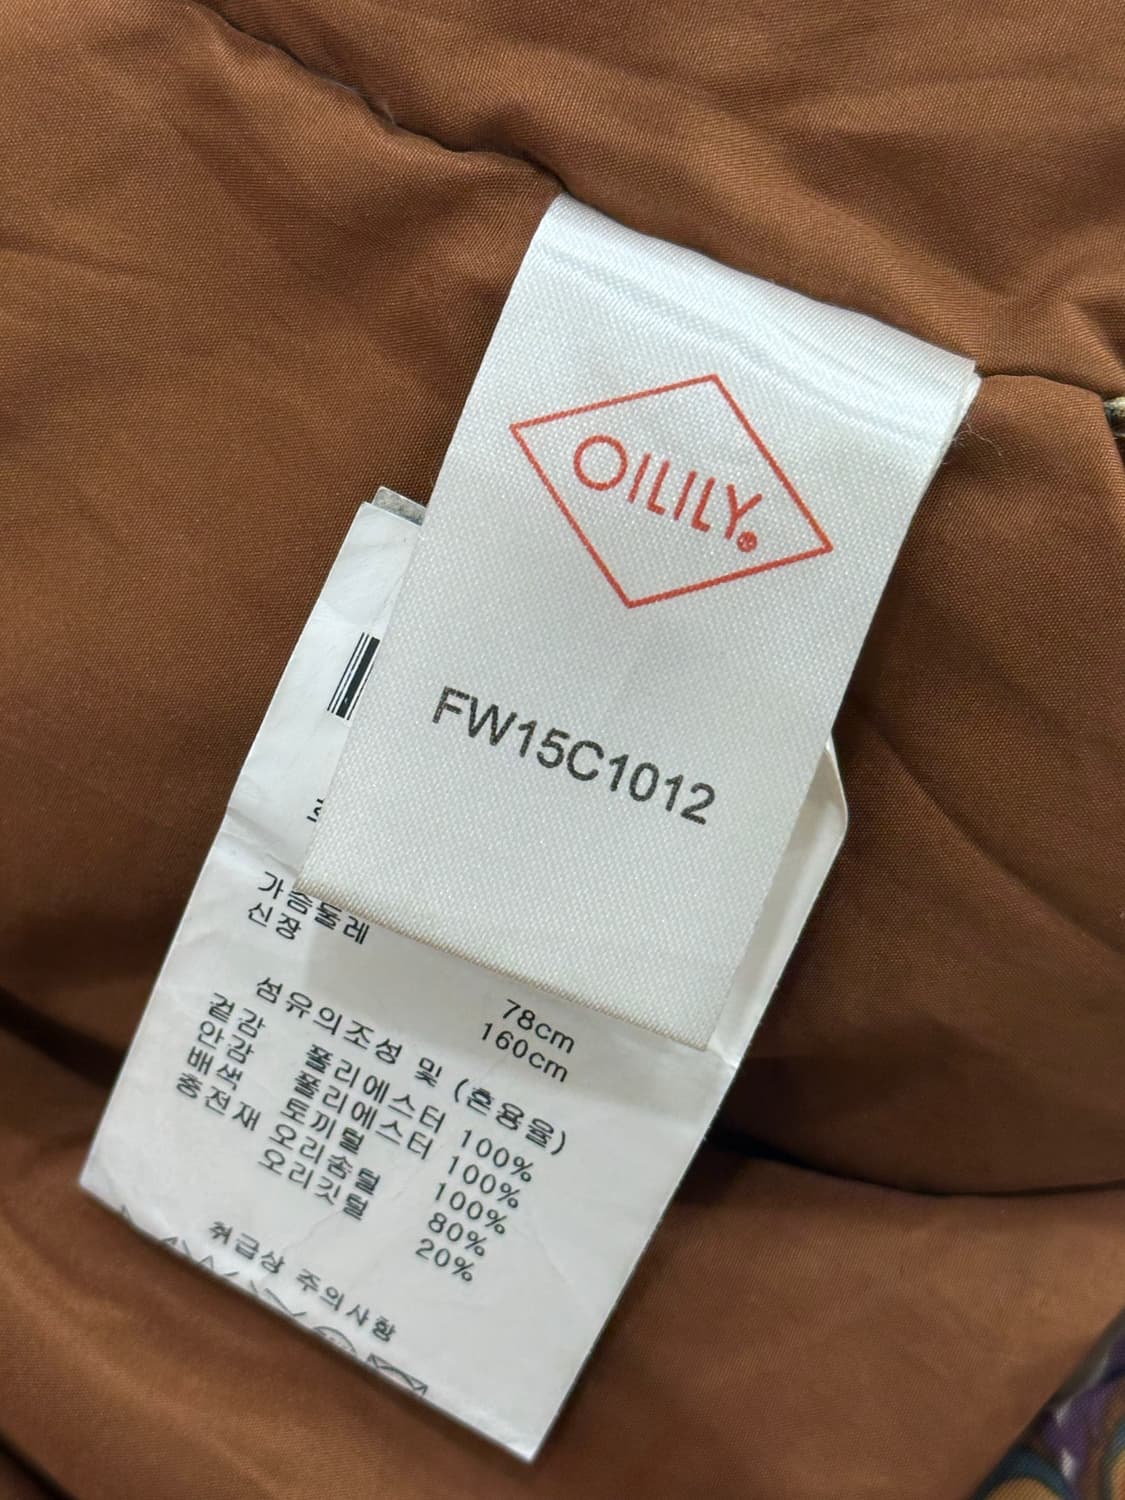 OILILY®
FW15C1012
가슴둘레 78cm
신장 160cm
섬유의조성 및 (혼용율)
겉감 폴리에스터 100%
안감 폴리에스터 100%
배색 토끼털 100%
충전재 오리솜털 80%
오리깃털 20%
취급상 주의사항